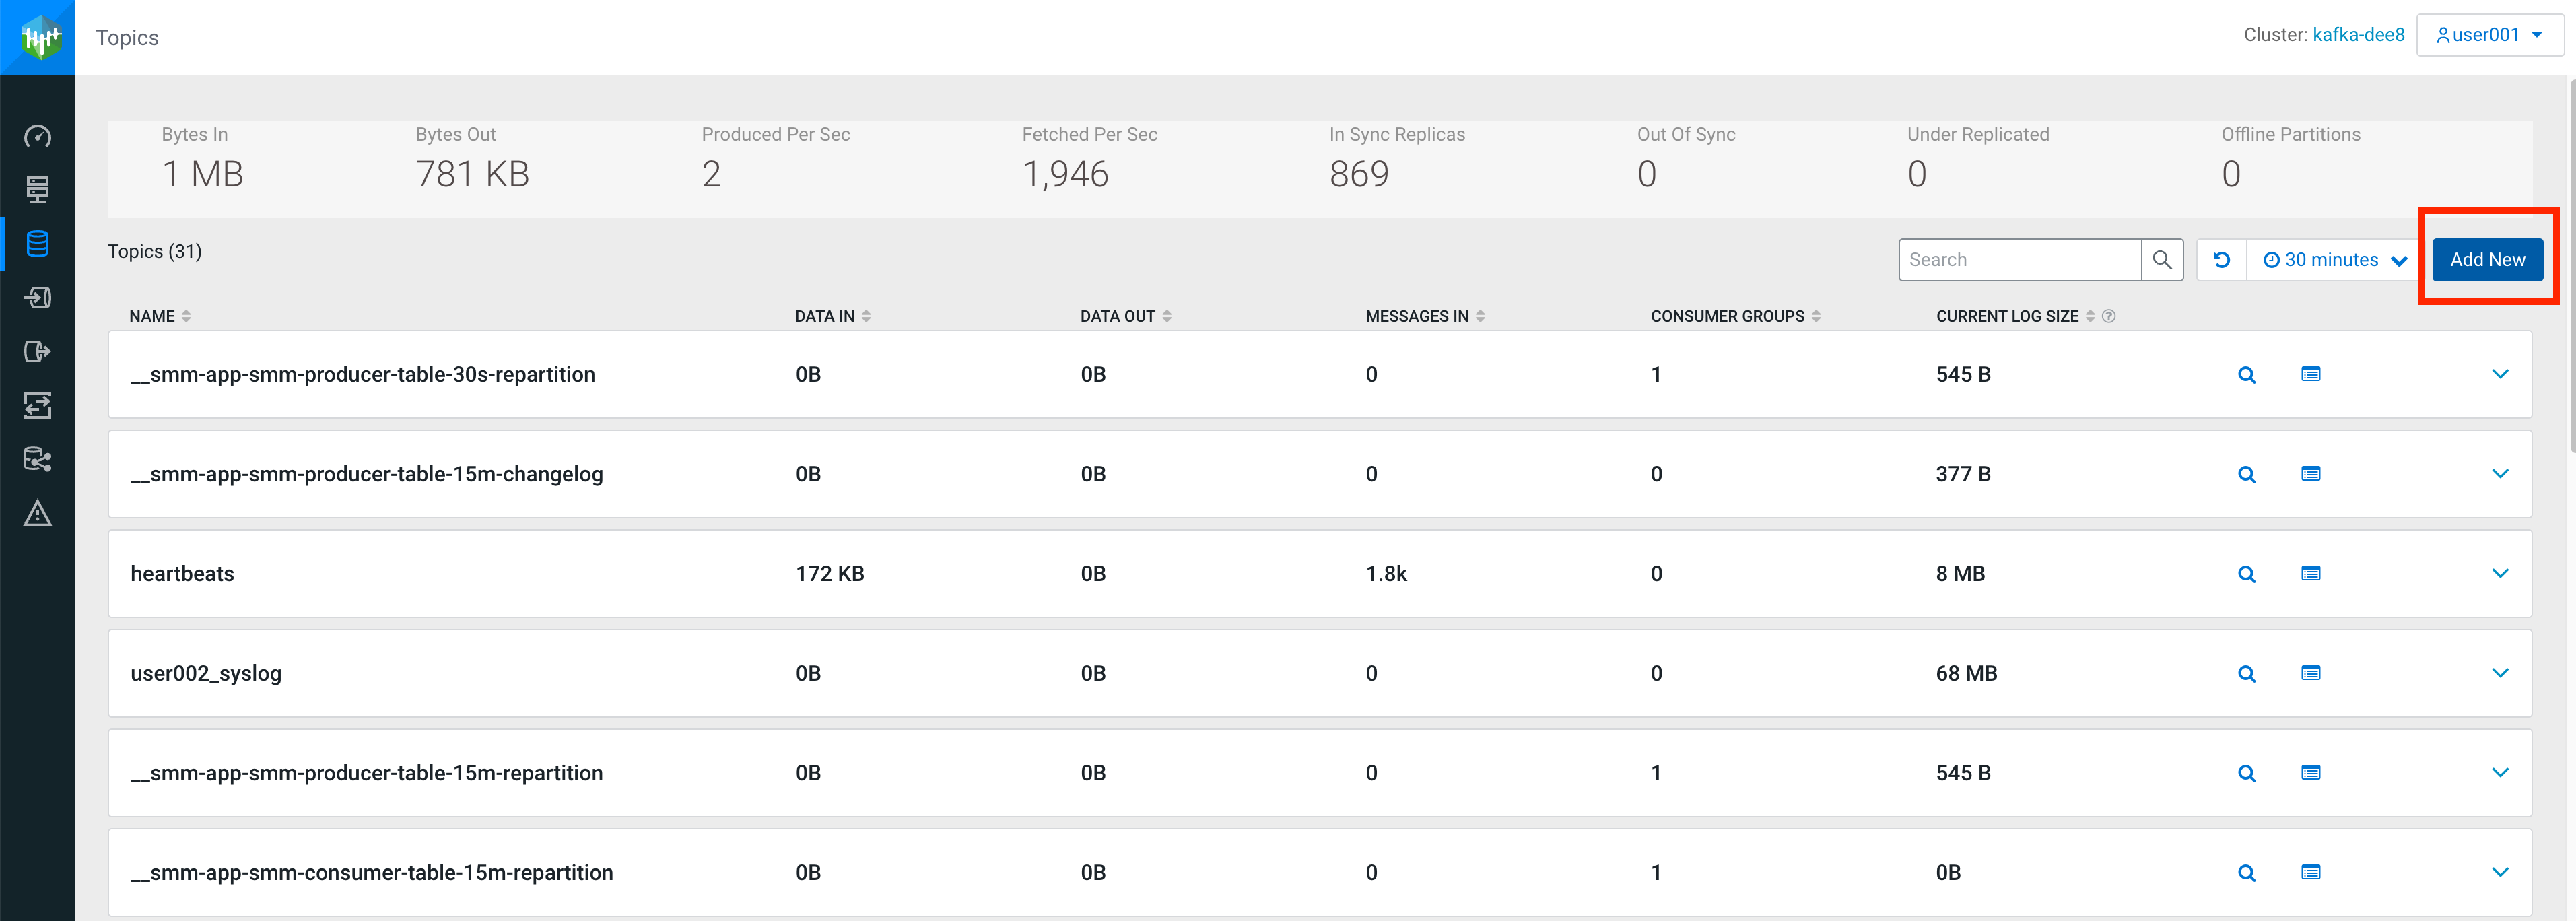 Topics
Cluster: kafka-dee8 user001
Bytes In Bytes Out Produced Per Sec Fetched Per Sec In Sync Replicas Out Of Sync Under Replicated Offline Partitions
1 MB 781 KB 2 1,946 869 0 0 0
Topics (31)
Search 30 minutes Add New
NAME DATA IN DATA OUT MESSAGES IN CONSUMER GROUPS CURRENT LOG SIZE ?
__smm-app-smm-producer-table-30s-repartition 0B 0B 0 1 545 B
__smm-app-smm-producer-table-15m-changelog 0B 0B 0 0 377 B
heartbeats 172 KB 0B 1.8k 0 8 MB
user002_syslog 0B 0B 0 0 68 MB
__smm-app-smm-producer-table-15m-repartition 0B 0B 0 1 545 B
__smm-app-smm-consumer-table-15m-repartition 0B 0B 0 1 0B